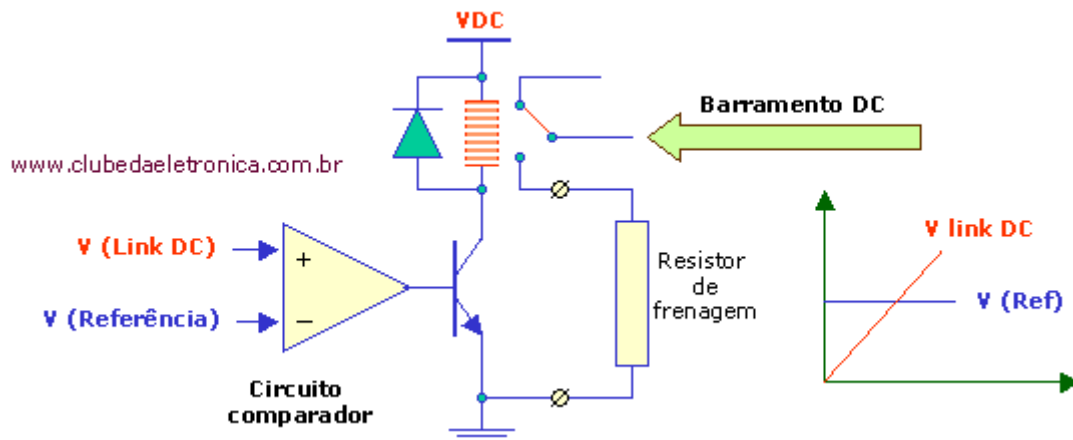 VDC
Barramento DC
www.clubedaeletronica.com.br
V (Link DC)
+
V (Referência)
−
Resistor
de
frenagem
Circuito
comparador
V link DC
V (Ref)